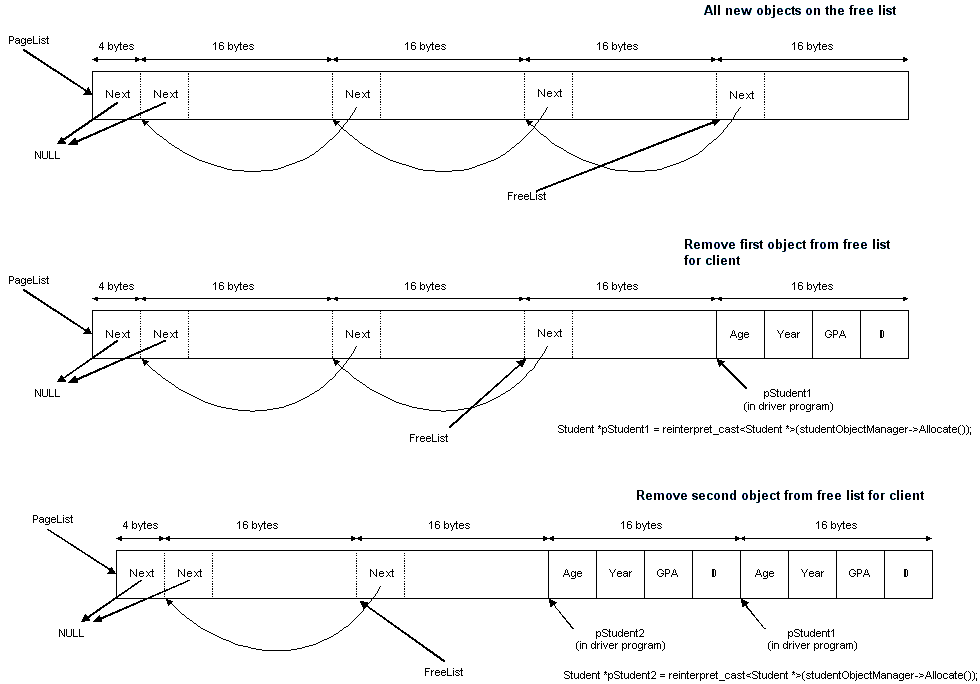 All new objects on the free list
PageList
4 bytes 16 bytes 16 bytes 16 bytes 16 bytes
Next Next Next Next Next
NULL
FreeList
Remove first object from free list
for client
PageList
4 bytes 16 bytes 16 bytes 16 bytes 16 bytes
Next Next Next Next Age Year GPA ID
NULL
pStudent1
(in driver program)
FreeList
Student *pStudent1 = reinterpret_cast<Student *>(studentObjectManager->Allocate());
Remove second object from free list for client
PageList
4 bytes 16 bytes 16 bytes 16 bytes 16 bytes
Next Next Next Age Year GPA ID Age Year GPA ID
NULL
pStudent2 pStudent1
(in driver program) (in driver program)
FreeList
Student *pStudent2 = reinterpret_cast<Student *>(studentObjectManager->Allocate());